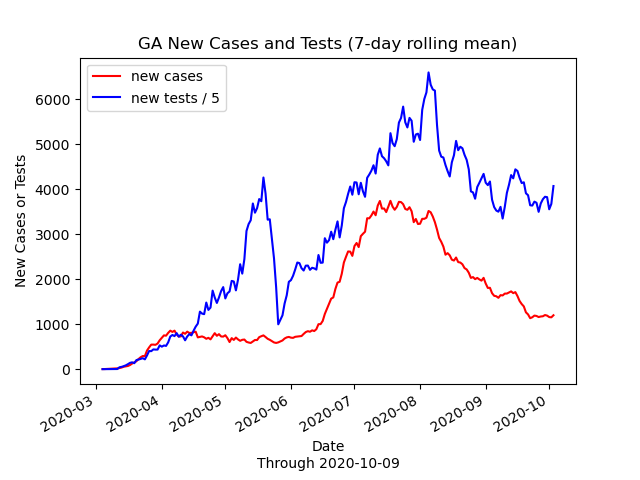 GA New Cases and Tests (7-day rolling mean)
new cases
new tests / 5
New Cases or Tests
6000
5000
4000
3000
2000
1000
0
2020-03
2020-04
2020-05
2020-06
2020-07
2020-08
2020-09
2020-10
Date
Through 2020-10-09